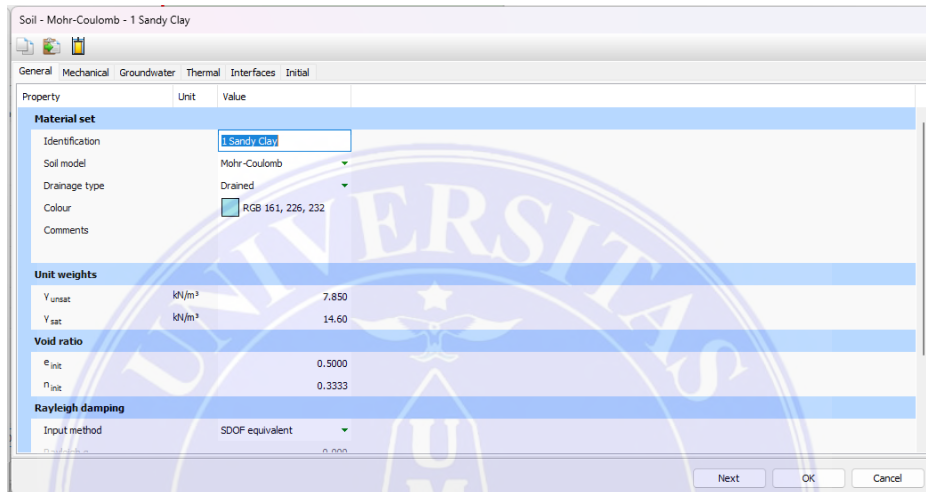 Soil - Mohr-Coulomb - 1 Sandy Clay
General Mechanical Groundwater Thermal Interfaces Initial
Property Unit Value
Material set
Identification 1 Sandy Clay
Soil model Mohr-Coulomb
Drainage type Drained
Colour RGB 161, 226, 232
Comments
Unit weights
γ unsat kN/m³ 7.850
γ sat kN/m³ 14.60
Void ratio
e init 0.5000
n init 0.3333
Rayleigh damping
Input method SDOF equivalent
0.000
Next OK Cancel
UNIVERSITAS
U
M